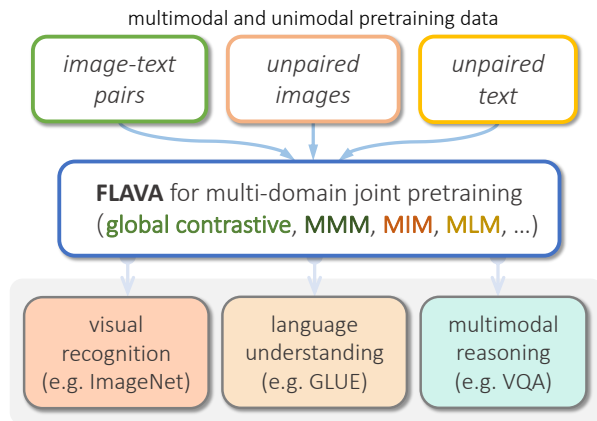 multimodal and unimodal pretraining data
image-text
pairs
unpaired
images
unpaired
text
FLAVA for multi-domain joint pretraining
(global contrastive, MMM, MIM, MLM, ...)
visual
recognition
(e.g. ImageNet)
language
understanding
(e.g. GLUE)
multimodal
reasoning
(e.g. VQA)